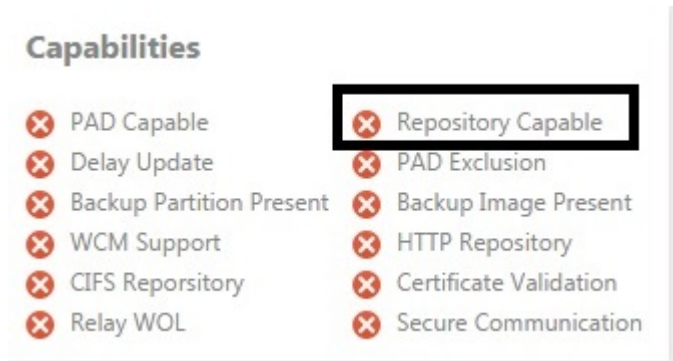 Capabilities
PAD Capable
Repository Capable
Delay Update
PAD Exclusion
Backup Partition Present
Backup Image Present
WCM Support
HTTP Repository
CIFS Reporsitory
Certificate Validation
Relay WOL
Secure Communication